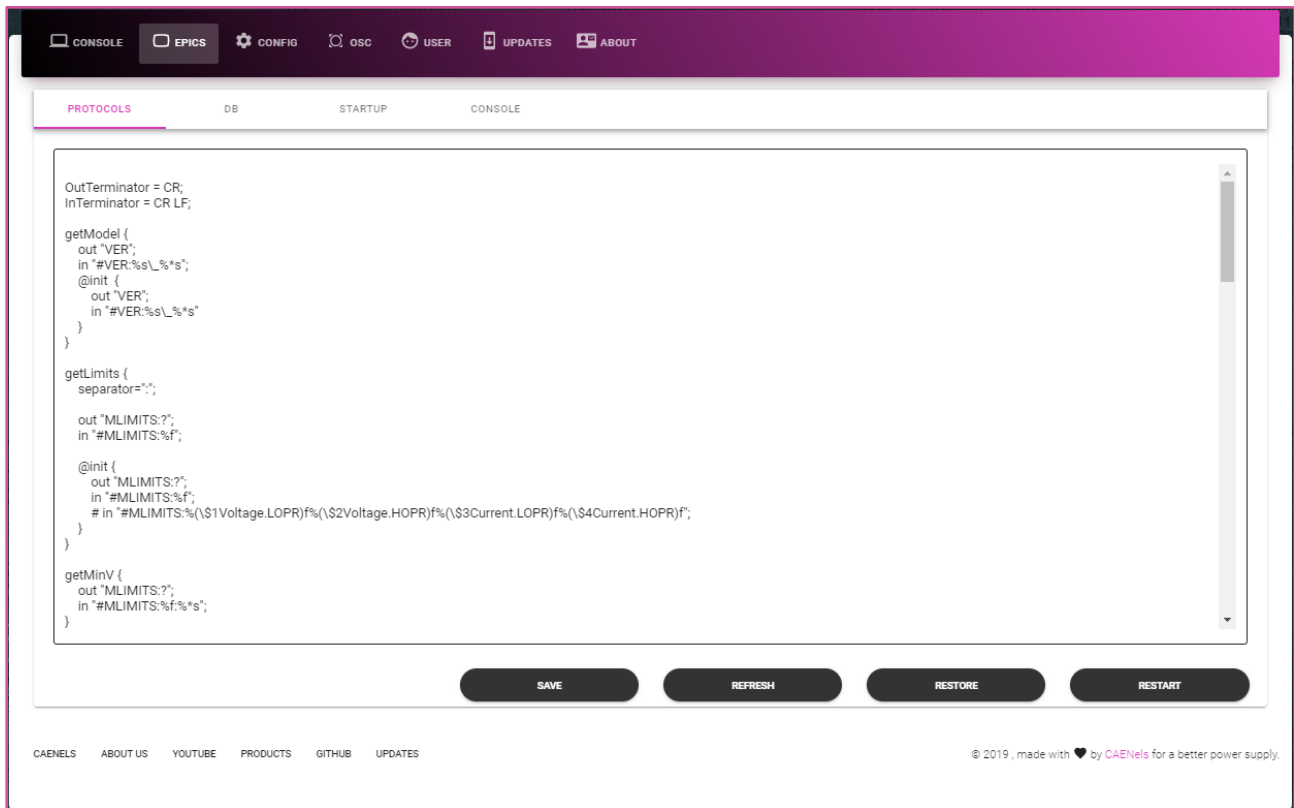 CONSOLE EPICS CONFIG OSC USER UPDATES ABOUT
PROTOCOLS DB STARTUP CONSOLE
OutTerminator = CR;
InTerminator = CR LF;
getModel {
out "VER";
in "#VER:%s\_%*s";
@init {
out "VER";
in "#VER:%s\_%*s"
}
}
getLimits {
separator=":";
out "MLIMITS:?";
in "#MLIMITS:%f";
@init {
out "MLIMITS:?";
in "#MLIMITS:%f";
# in "#MLIMITS:%(\$1Voltage.LOPR)f%(\$2Voltage.HOPR)f%(\$3Current.LOPR)f%(\$4Current.HOPR)f";
}
}
getMinV {
out "MLIMITS:?";
in "#MLIMITS:%f:%*s";
}
SAVE REFRESH RESTORE RESTART
CAENELS ABOUT US YOUTUBE PRODUCTS GITHUB UPDATES © 2019 , made with ♥ by CAENels for a better power supply.